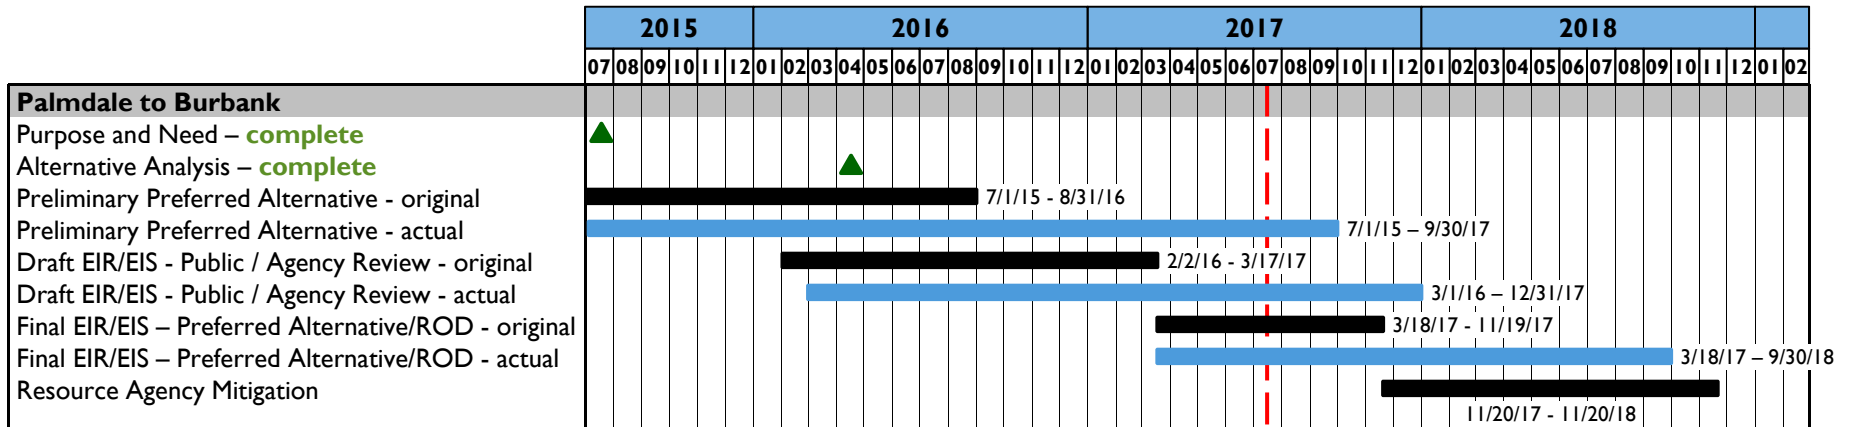 2015 2016 2017 2018
07 08 09 10 11 12 01 02 03 04 05 06 07 08 09 10 11 12 01 02 03 04 05 06 07 08 09 10 11 12 01 02 03 04 05 06 07 08 09 10 11 12 01 02
Palmdale to Burbank
Purpose and Need – complete
Alternative Analysis – complete
Preliminary Preferred Alternative - original 7/1/15 - 8/31/16
Preliminary Preferred Alternative - actual 7/1/15 – 9/30/17
Draft EIR/EIS - Public / Agency Review - original 2/2/16 - 3/17/17
Draft EIR/EIS - Public / Agency Review - actual 3/1/16 – 12/31/17
Final EIR/EIS – Preferred Alternative/ROD - original 3/18/17 - 11/19/17
Final EIR/EIS – Preferred Alternative/ROD - actual 3/18/17 – 9/30/18
Resource Agency Mitigation
11/20/17 - 11/20/18